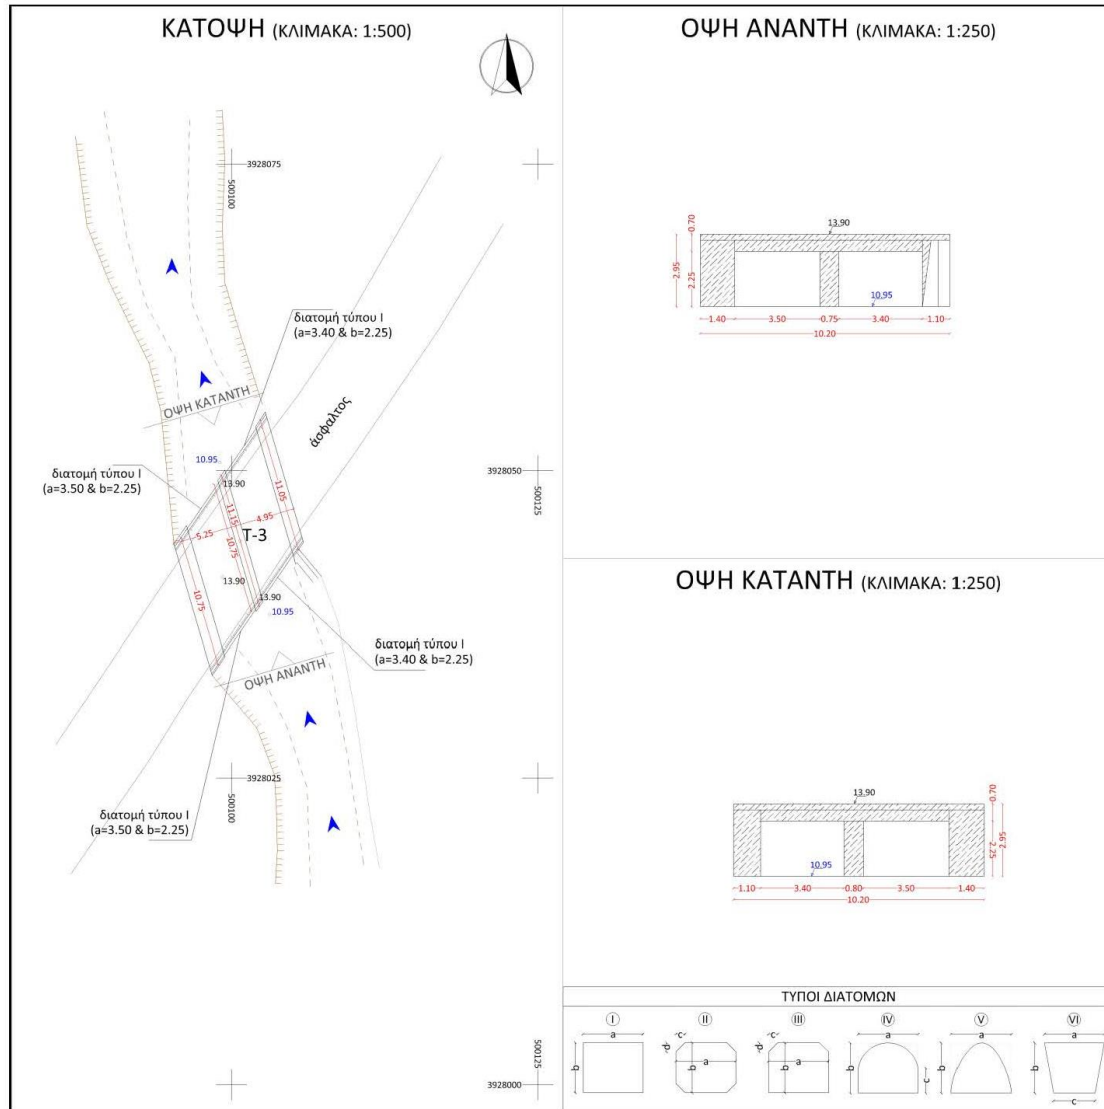 ΚΑΤΟΨΗ (ΚΛΙΜΑΚΑ: 1:500)
3928075
500100
διατομή τύπου Ι
(a=3.40 & b=2.25)
ΟΨΗ ΚΑΤΑΝΤΗ
άσφαλτος
διατομή τύπου Ι
(a=3.50 & b=2.25)
10.95
3928050
500125
13.90
11.05
11.15
4.95
5.25
T-3
10.75
13.90
10.75
13.90
10.95
διατομή τύπου Ι
(a=3.40 & b=2.25)
ΟΨΗ ΑΝΑΝΤΗ
3928025
500100
διατομή τύπου Ι
(a=3.50 & b=2.25)
500125
3928000
ΟΨΗ ΑΝΑΝΤΗ (ΚΛΙΜΑΚΑ: 1:250)
13.90
0.70
2.95
2.25
10.95
1.40 3.50 0.75 3.40 1.10
10.20
ΟΨΗ ΚΑΤΑΝΤΗ (ΚΛΙΜΑΚΑ: 1:250)
13.90
0.70
2.25
2.95
10.95
1.10 3.40 0.80 3.50 1.40
10.20
ΤΥΠΟΙ ΔΙΑΤΟΜΩΝ
I II III IV V VI
a c c a a a
b d b a d b a b c b b c